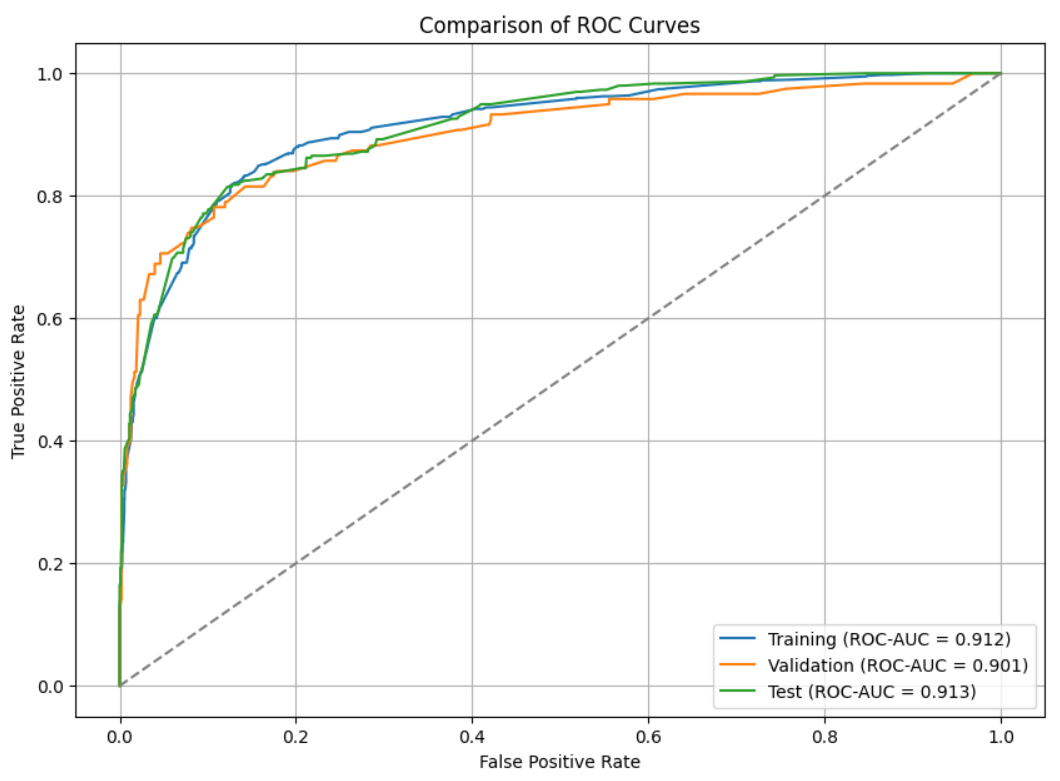 Comparison of ROC Curves
True Positive Rate
1.0
0.8
0.6
0.4
0.2
0.0
Training (ROC-AUC = 0.912)
Validation (ROC-AUC = 0.901)
Test (ROC-AUC = 0.913)
0.0 0.2 0.4 0.6 0.8 1.0
False Positive Rate